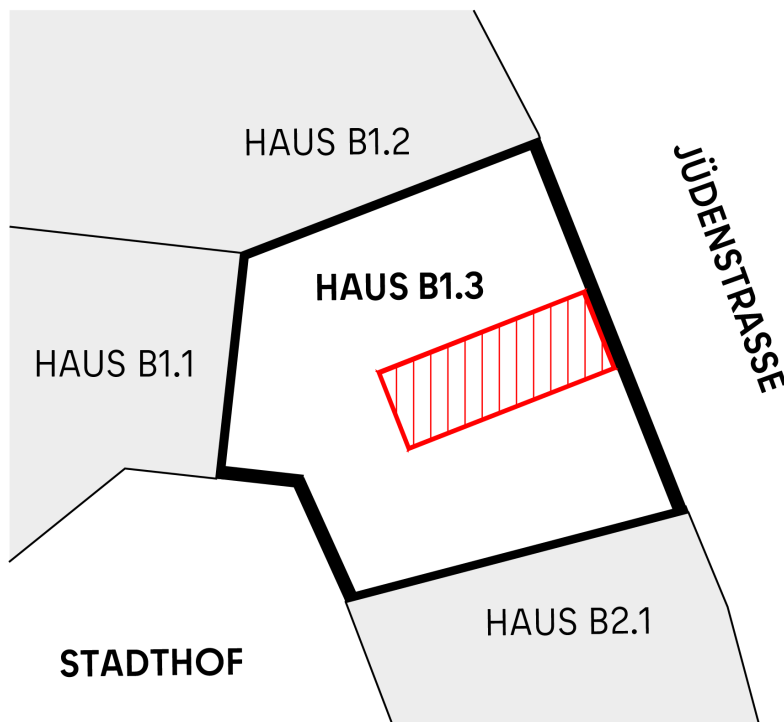 HAUS B1.2
JÜDENSTRASSE
HAUS B1.3
HAUS B1.1
HAUS B2.1
STADTHOF